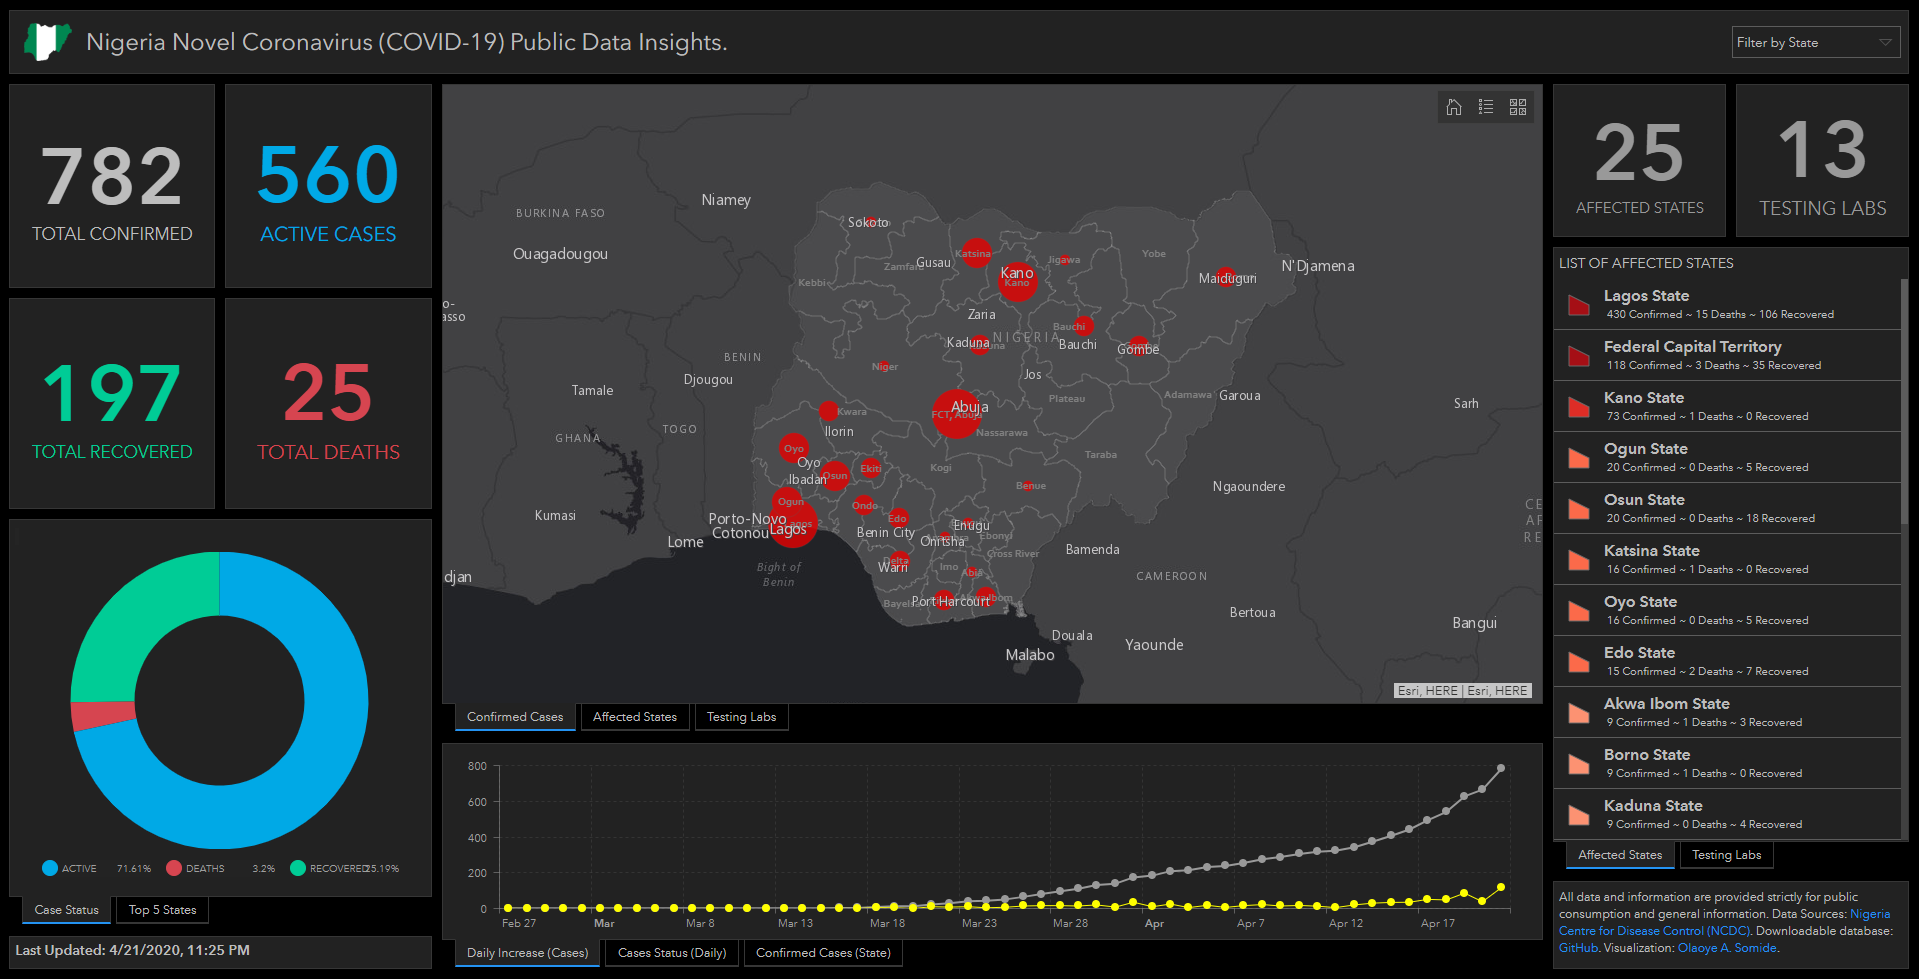 Nigeria Novel Coronavirus (COVID-19) Public Data Insights.
Filter by State
782
TOTAL CONFIRMED
560
ACTIVE CASES
197
TOTAL RECOVERED
25
TOTAL DEATHS
ACTIVE 71.61% DEATHS 3.2% RECOVERED 25.19%
Case Status Top 5 States
Last Updated: 4/21/2020, 11:25 PM
Niamey
BURKINA FASO
Ouagadougou
Sokoto
Katsina
Gusau
Kano
Kano
Jigawa
Yobe
Maiduguri
N'Djamena
Kebbi
Zaria
NIGERIA
Kaduna
Bauchi
Bauchi
Gombe
BENIN
Djougou
Tamale
Niger
Jos
Plateau
Adamawa
Garoua
Sarh
Abuja
FCT, Abuja
Kwara
Ilorin
Nassarawa
GHANA
TOGO
Oyo
Oyo
Ibadan
Osun
Ekiti
Kogi
Taraba
Benue
Ngaoundere
Kumasi
Ogun
Ondo
Edo
Porto-Novo
Cotonou
Lagos
Lome
Benin City
Enugu
Onitsha
Ebonyi
Cross River
Bamenda
Bight of
Benin
Delta
Warri
Imo
Abia
CAMEROON
djan
Port Harcourt
Bertoua
Bangui
Douala
Yaounde
Malabo
Esri, HERE | Esri, HERE
Confirmed Cases Affected States Testing Labs
800
600
400
200
0
Feb 27 Mar Mar 8 Mar 13 Mar 18 Mar 23 Mar 28 Apr Apr 7 Apr 12 Apr 17
Daily Increase (Cases) Cases Status (Daily) Confirmed Cases (State)
25
AFFECTED STATES
13
TESTING LABS
LIST OF AFFECTED STATES
Lagos State
430 Confirmed ~ 15 Deaths ~ 106 Recovered
Federal Capital Territory
118 Confirmed ~ 3 Deaths ~ 35 Recovered
Kano State
73 Confirmed ~ 1 Deaths ~ 0 Recovered
Ogun State
20 Confirmed ~ 0 Deaths ~ 5 Recovered
Osun State
20 Confirmed ~ 0 Deaths ~ 18 Recovered
Katsina State
16 Confirmed ~ 1 Deaths ~ 0 Recovered
Oyo State
16 Confirmed ~ 0 Deaths ~ 5 Recovered
Edo State
15 Confirmed ~ 2 Deaths ~ 7 Recovered
Akwa Ibom State
9 Confirmed ~ 1 Deaths ~ 3 Recovered
Borno State
9 Confirmed ~ 1 Deaths ~ 0 Recovered
Kaduna State
9 Confirmed ~ 0 Deaths ~ 4 Recovered
Affected States Testing Labs
All data and information are provided strictly for public
consumption and general information. Data Sources: Nigeria
Centre for Disease Control (NCDC). Downloadable database:
GitHub. Visualization: Olaoye A. Somide.